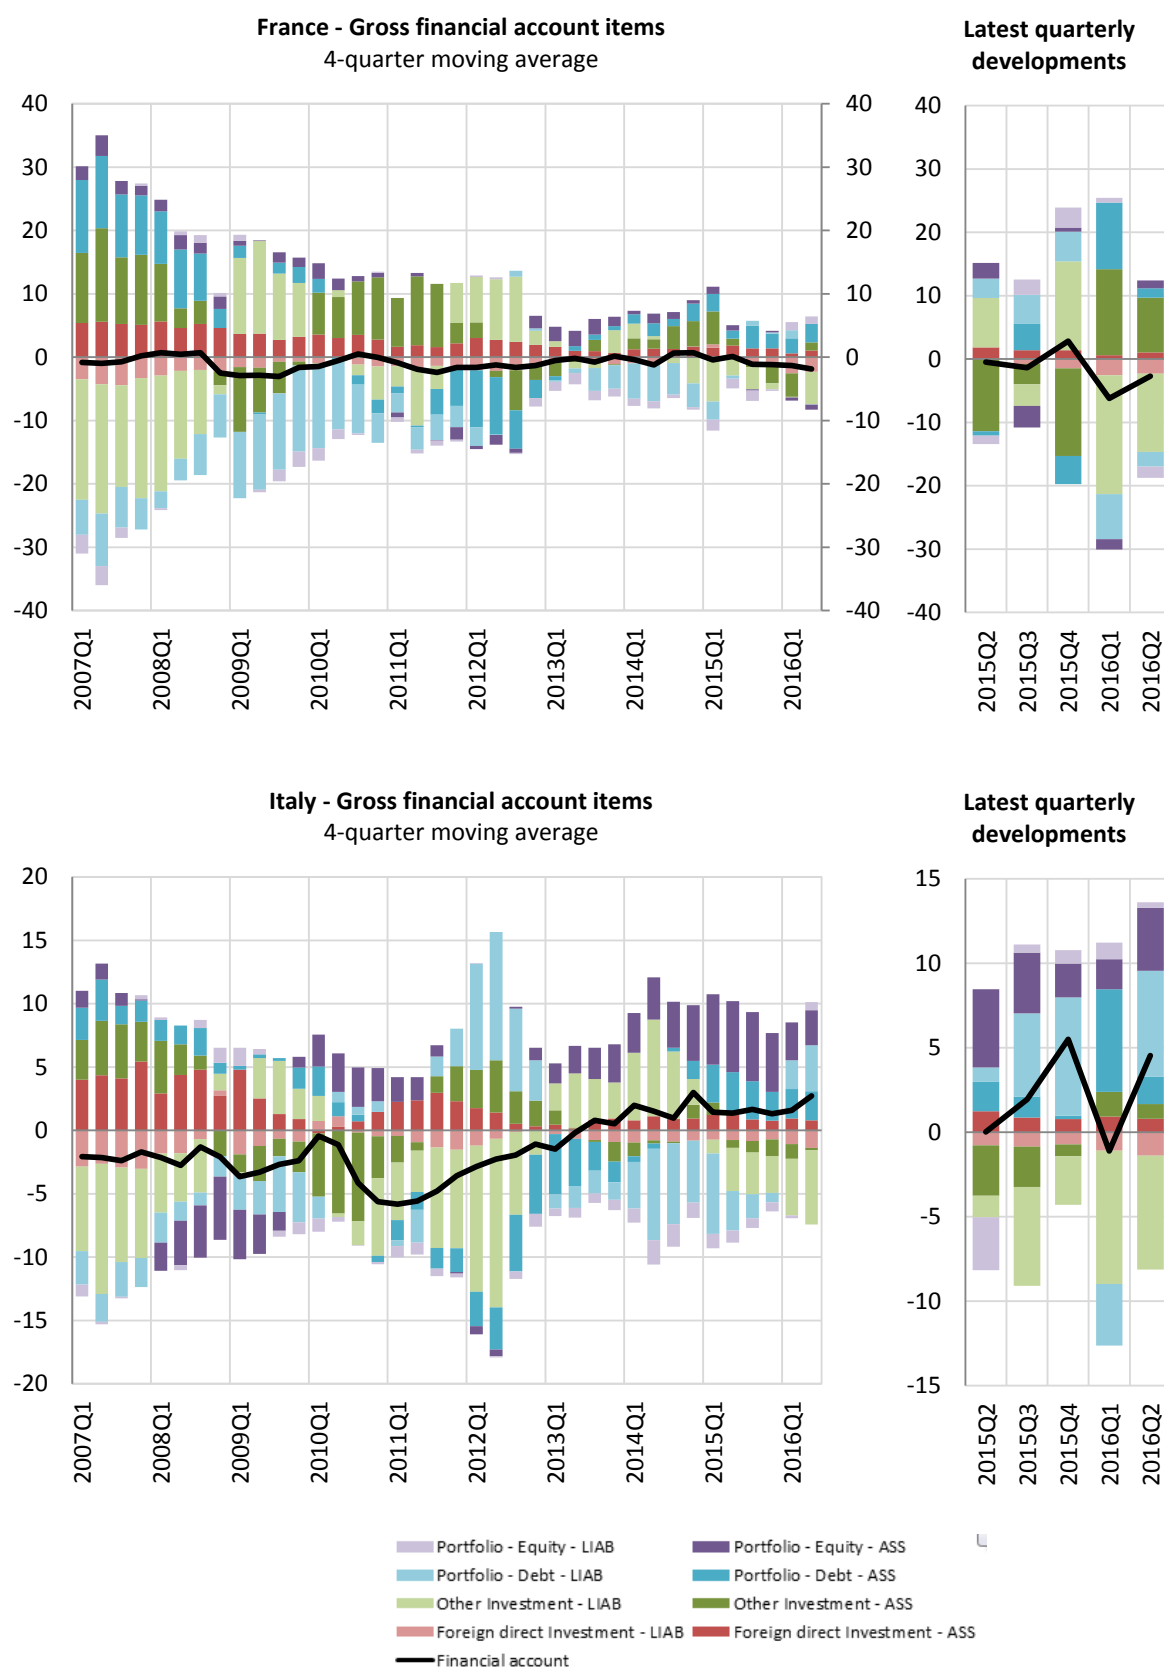 France - Gross financial account items
4-quarter moving average
Latest quarterly
developments
40
30
20
10
0
-10
-20
-30
-40
40
30
20
10
0
-10
-20
-30
-40
2007Q1
2008Q1
2009Q1
2010Q1
2011Q1
2012Q1
2013Q1
2014Q1
2015Q1
2016Q1
40
30
20
10
0
-10
-20
-30
-40
2015Q2
2015Q3
2015Q4
2016Q1
2016Q2
Italy - Gross financial account items
4-quarter moving average
Latest quarterly
developments
20
15
10
5
0
-5
-10
-15
-20
2007Q1
2008Q1
2009Q1
2010Q1
2011Q1
2012Q1
2013Q1
2014Q1
2015Q1
2016Q1
15
10
5
0
-5
-10
-15
2015Q2
2015Q3
2015Q4
2016Q1
2016Q2
Portfolio - Equity - LIAB
Portfolio - Equity - ASS
Portfolio - Debt - LIAB
Portfolio - Debt - ASS
Other Investment - LIAB
Other Investment - ASS
Foreign direct Investment - LIAB
Foreign direct Investment - ASS
Financial account